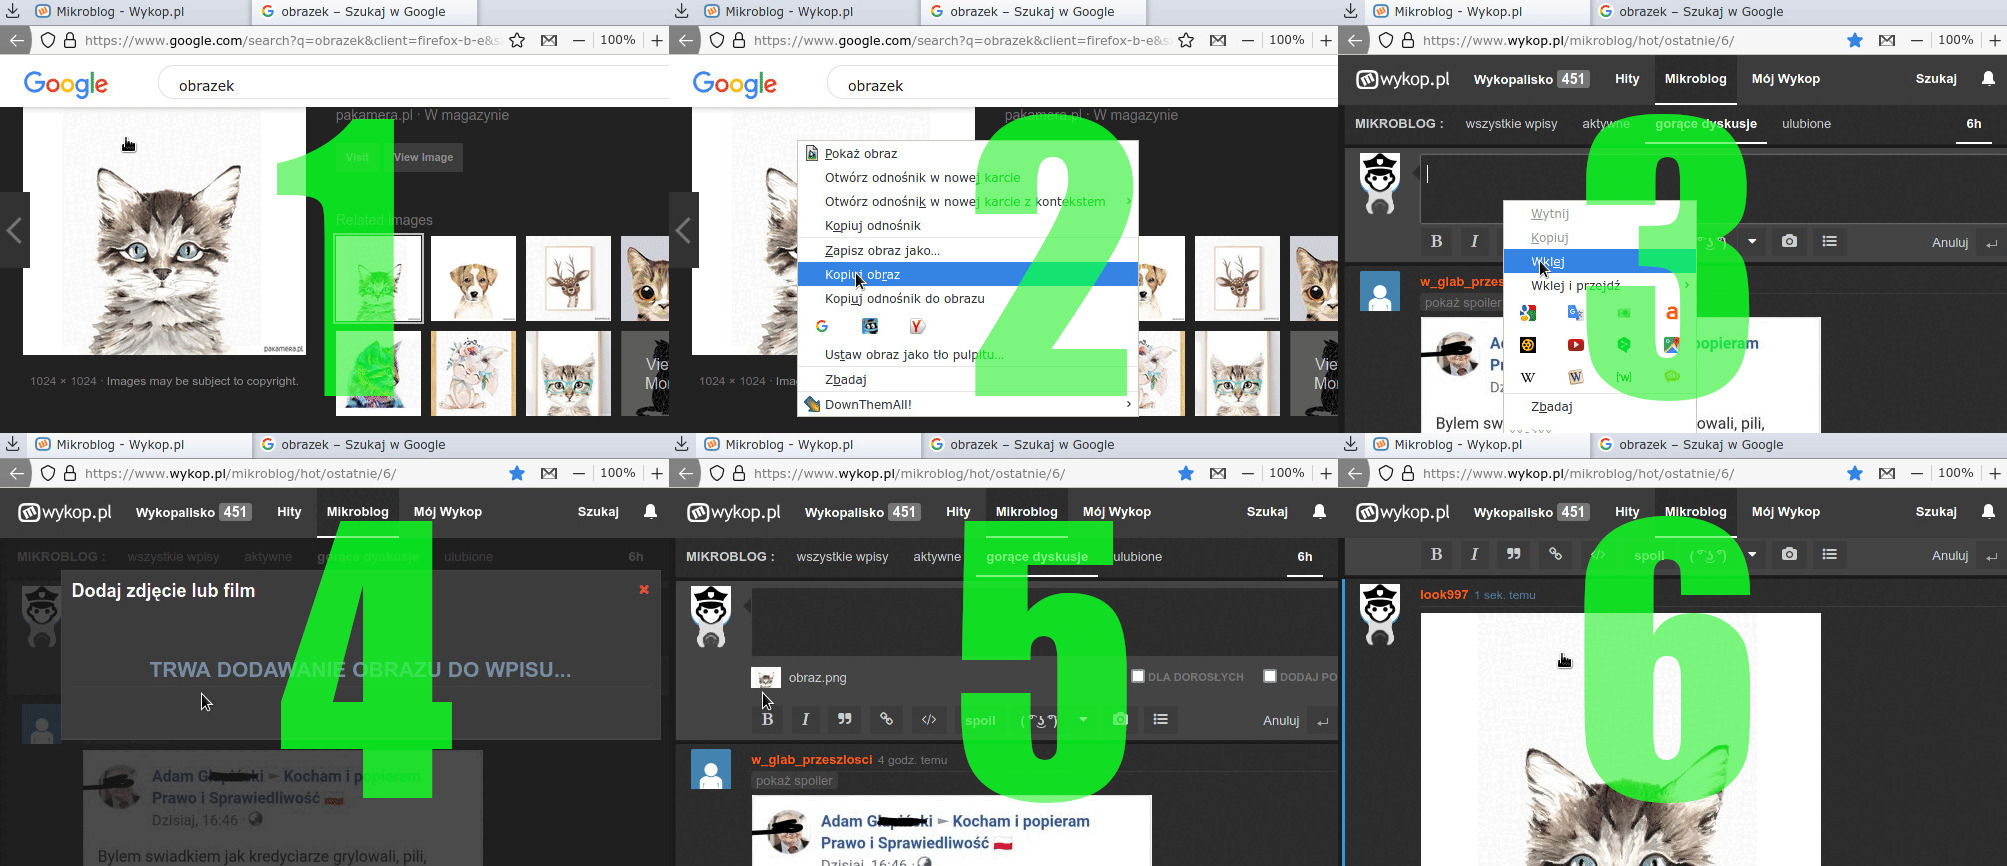 Mikroblog - Wykop.pl
obrazek – Szukaj w Google
https://www.google.com/search?q=obrazek&client=firefox-b-e&s
100%
Google
obrazek
pakamera.pl · W magazynie
Visit
View Image
Related images
pakamera.pl
1024 × 1024 · Images may be subject to copyright.
1
Mikroblog - Wykop.pl
obrazek – Szukaj w Google
https://www.google.com/search?q=obrazek&client=firefox-b-e&s
100%
Google
obrazek
pakamera.pl · W magazynie
Pokaż obraz
Otwórz odnośnik w nowej karcie
Otwórz odnośnik w nowej karcie z kontekstem
Kopiuj odnośnik
Zapisz obraz jako...
Kopiuj obraz
Kopiuj odnośnik do obrazu
Ustaw obraz jako tło pulpitu...
Zbadaj
DownThemAll!
1024 × 1024 · Ima
2
Mikroblog - Wykop.pl
obrazek – Szukaj w Google
https://www.wykop.pl/mikroblog/hot/ostatnie/6/
100%
wykop.pl Wykopalisko 451 Hity Mikroblog Mój Wykop Szukaj
MIKROBLOG : wszystkie wpisy aktywne gorące dyskusje ulubione 6h
B I Anuluj
Wytnij
Kopiuj
Wklej
Wklej i przejdź
Zbadaj
w_glab_przes
pokaż spoiler
popieram
Dz
Bylem sw
owali, pili,
3
Mikroblog - Wykop.pl
obrazek – Szukaj w Google
https://www.wykop.pl/mikroblog/hot/ostatnie/6/
100%
wykop.pl Wykopalisko 451 Hity Mikroblog Mój Wykop Szukaj
MIKROBLOG : wszystkie wpisy aktywne gorące dyskusje ulubione 6h
Dodaj zdjęcie lub film
TRWA DODAWANIE OBRAZU DO WPISU...
Adam ► Kocham i popieram
Prawo i Sprawiedliwość
Dzisiaj, 16:46 ·
Bylem swiadkiem jak kredyciarze grylowali, pili,
4
Mikroblog - Wykop.pl
obrazek – Szukaj w Google
https://www.wykop.pl/mikroblog/hot/ostatnie/6/
100%
wykop.pl Wykopalisko 451 Hity Mikroblog Mój Wykop Szukaj
MIKROBLOG : wszystkie wpisy aktywne gorące dyskusje ulubione 6h
obraz.png
DLA DOROSŁYCH
DODAJ PO
B I </> spoil ( ͡° ͜ʖ ͡°) Anuluj
w_glab_przeszlosci 4 godz. temu
pokaż spoiler
Adam ► Kocham i popieram
Prawo i Sprawiedliwość
Dzisiaj, 16:46 ·
5
Mikroblog - Wykop.pl
obrazek – Szukaj w Google
https://www.wykop.pl/mikroblog/hot/ostatnie/6/
100%
wykop.pl Wykopalisko 451 Hity Mikroblog Mój Wykop Szukaj
B I </> spoil ( ͡° ͜ʖ ͡°) Anuluj
look997 1 sek. temu
6